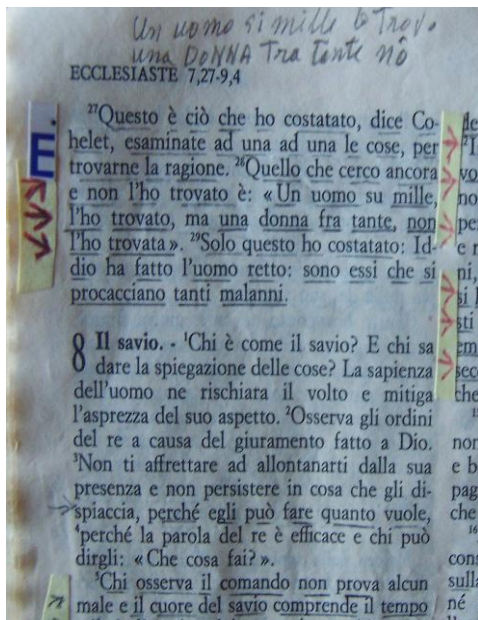 Un uomo si mille lo trovo
una DONNA Tra tante nò
ECCLESIASTE 7,27-9,4
27Questo è ciò che ho costatato, dice Co-
helet, esaminate ad una ad una le cose, per
trovarne la ragione. 28Quello che cerco ancora
e non l'ho trovato è: «Un uomo su mille,
l'ho trovato, ma una donna fra tante, non
l'ho trovata». 29Solo questo ho costatato: Id-
dio ha fatto l'uomo retto: sono essi che si
procacciano tanti malanni.
8 Il savio. - 1Chi è come il savio? E chi sa
dare la spiegazione delle cose? La sapienza
dell'uomo ne rischiara il volto e mitiga
l'asprezza del suo aspetto. 2Osserva gli ordini
del re a causa del giuramento fatto a Dio.
3Non ti affrettare ad allontanarti dalla sua
presenza e non persistere in cosa che gli di-
spiaccia, perché egli può fare quanto vuole,
4perché la parola del re è efficace e chi può
dirgli: «Che cosa fai?».
5Chi osserva il comando non prova alcun
male e il cuore del savio comprende il tempo
E